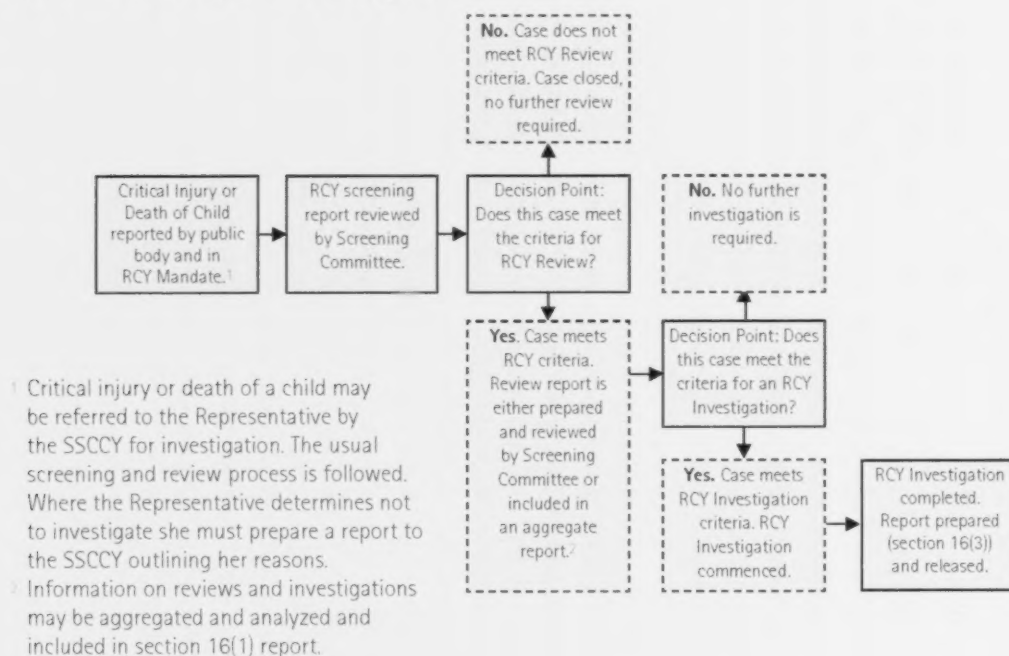 No. Case does not
meet RCY Review
criteria. Case closed,
no further review
required.
Critical Injury or
Death of Child
reported by public
body and in
RCY Mandate.1
RCY screening
report reviewed
by Screening
Committee.
Decision Point:
Does this case meet
the criteria for
RCY Review?
No. No further
investigation is
required.
Yes. Case meets
RCY criteria.
Review report is
either prepared
and reviewed
by Screening
Committee or
included in
an aggregate
report.2
Decision Point: Does
this case meet the
criteria for an RCY
Investigation?
Yes. Case meets
RCY Investigation
criteria. RCY
Investigation
commenced.
RCY Investigation
completed.
Report prepared
(section 16(3))
and released.
1 Critical injury or death of a child may
be referred to the Representative by
the SSCCY for investigation. The usual
screening and review process is followed.
Where the Representative determines not
to investigate she must prepare a report to
the SSCCY outlining her reasons.
2 Information on reviews and investigations
may be aggregated and analyzed and
included in section 16(1) report.